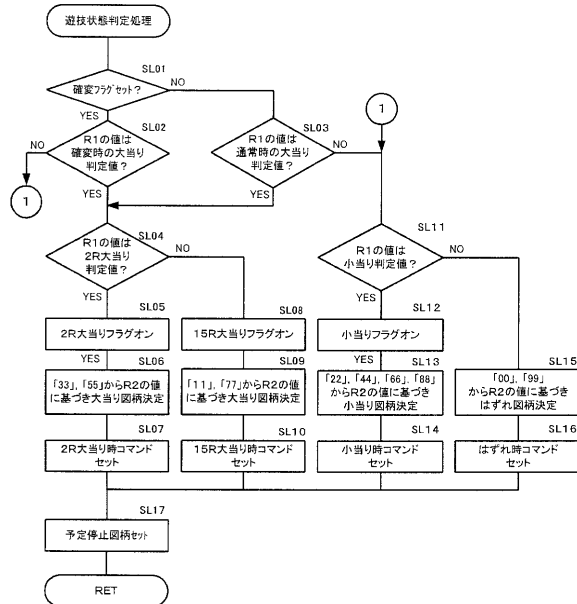 遊技状態判定処理
SL01
確変フラグセット？
NO
YES
SL02
SL03
1
NO
R1の値は
確変時の大当り
判定値？
R1の値は
通常時の大当り
判定値？
NO
YES
YES
1
SL04
R1の値は
2R大当り
判定値？
NO
YES
SL11
R1の値は
小当り判定値？
NO
YES
SL05
2R大当りフラグオン
SL08
15R大当りフラグオン
SL12
小当りフラグオン
YES
SL06
「33」，「55」からR2の値
に基づき大当り図柄決定
SL09
「11」，「77」からR2の値
に基づき大当り図柄決定
YES
SL13
「22」，「44」，「66」，「88」
からR2の値に基づき
小当り図柄決定
SL15
「00」，「99」
からR2の値に基づき
はずれ図柄決定
SL07
2R大当り時コマンド
セット
SL10
15R大当り時コマンド
セット
SL14
小当り時コマンド
セット
SL16
はずれ時コマンド
セット
SL17
予定停止図柄セット
RET